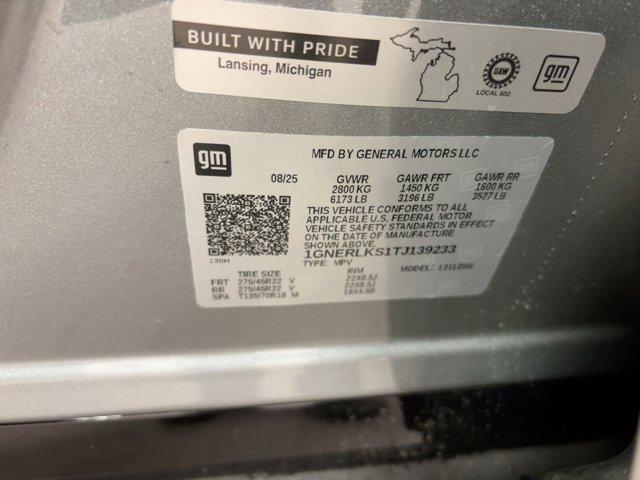 BUILT WITH PRIDE
Lansing, Michigan
UAW
LOCAL 602
gm
gm
MFD BY GENERAL MOTORS LLC
08/25 GVWR GAWR FRT GAWR RR
2800 KG 1450 KG 1600 KG
6173 LB 3196 LB 3527 LB
THIS VEHICLE CONFORMS TO ALL
APPLICABLE U.S. FEDERAL MOTOR
VEHICLE SAFETY STANDARDS IN EFFECT
ON THE DATE OF MANUFACTURE
SHOWN ABOVE.
1GNERLKS1TJ139233
TYPE: MPV MODEL: 131LD56
TIRE SIZE RIM
FRT 275/45R22 V 22X8.5J
RR 275/45R22 V 22X8.5J
SPA T135/70R18 M 18X4.5B